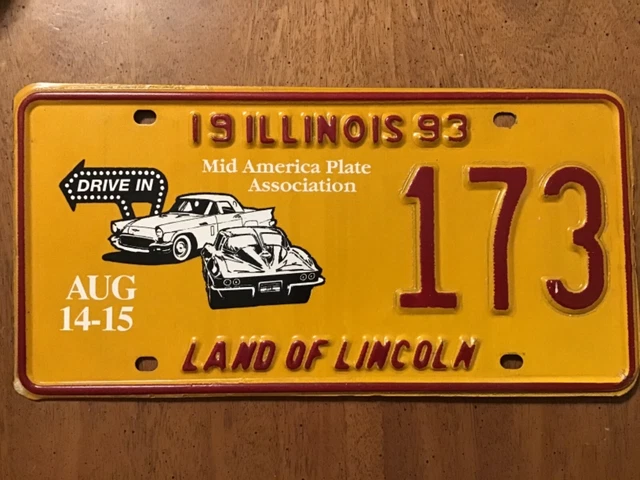 19 ILLINOIS 93
Mid America Plate
Association
DRIVE IN
173
AUG
14-15
LAND OF LINCOLN